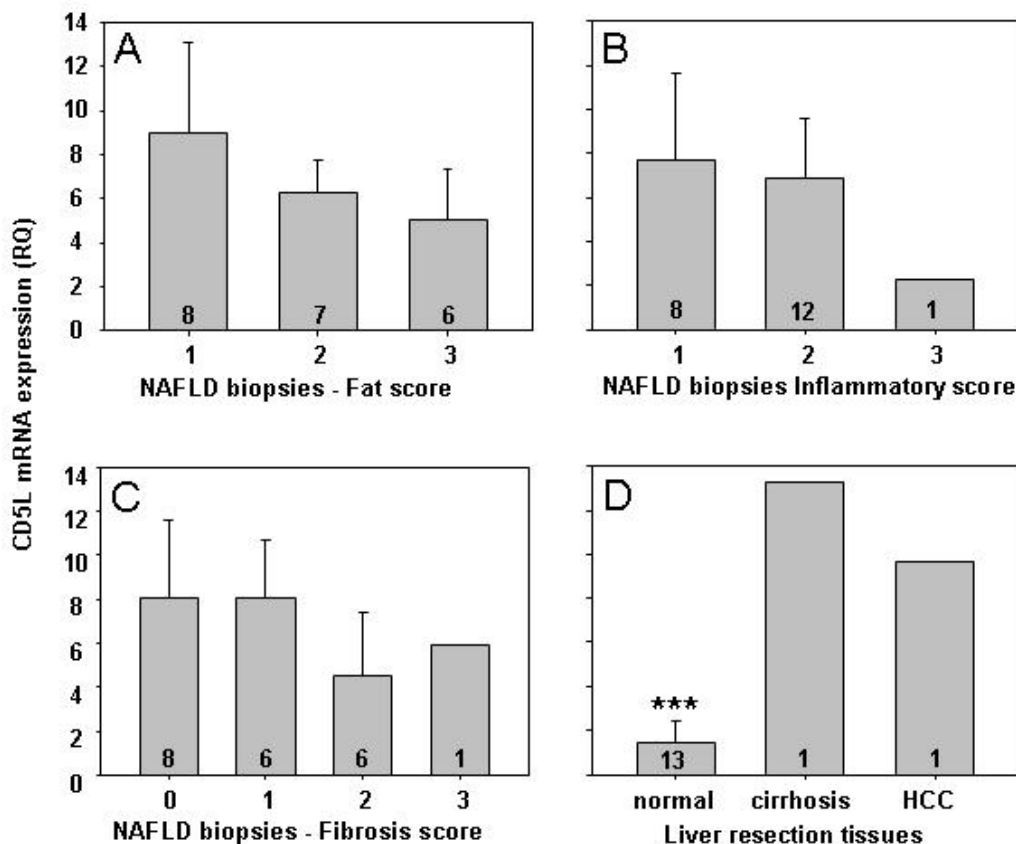 CD5L mRNA expression (RQ)
A
14
12
10
8
6
4
2
0
8 7 6
1 2 3
NAFLD biopsies - Fat score
B
8 12 1
1 2 3
NAFLD biopsies Inflammatory score
C
14
12
10
8
6
4
2
0
8 6 6 1
0 1 2 3
NAFLD biopsies - Fibrosis score
D
***
13 1 1
normal cirrhosis HCC
Liver resection tissues